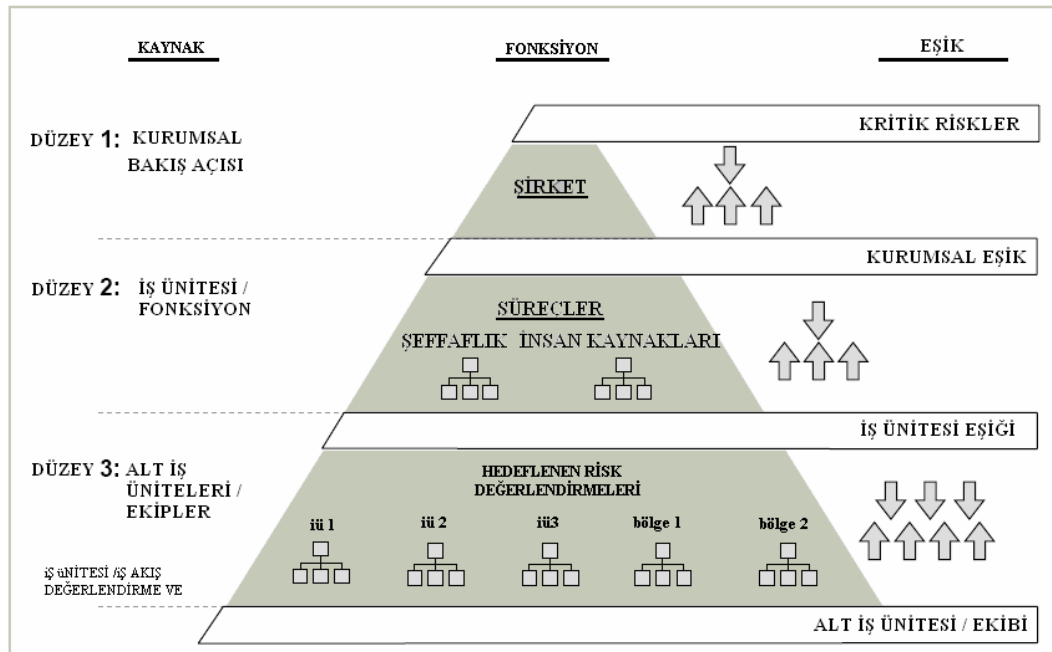 KAYNAK
FONKSİYON
EŞİK
KRİTİK RİSKLER
DÜZEY 1: KURUMSAL
BAKIŞ AÇISI
ŞİRKET
KURUMSAL EŞİK
DÜZEY 2: İŞ ÜNİTESİ /
FONKSİYON
SÜREÇLER
ŞEFFAFLIK İNSAN KAYNAKLARI
İŞ ÜNİTESİ EŞİĞİ
DÜZEY 3: ALT İŞ
ÜNİTELERİ /
EKİPLER
HEDEFLENEN RİSK
DEĞERLENDİRMELERİ
iü 1
iü 2
iü3
bölge 1
bölge 2
iŞ üNİTESİ /İŞ AKIŞ
DEĞERLENDİRME VE
ALT İŞ ÜNİTESİ / EKİBİ